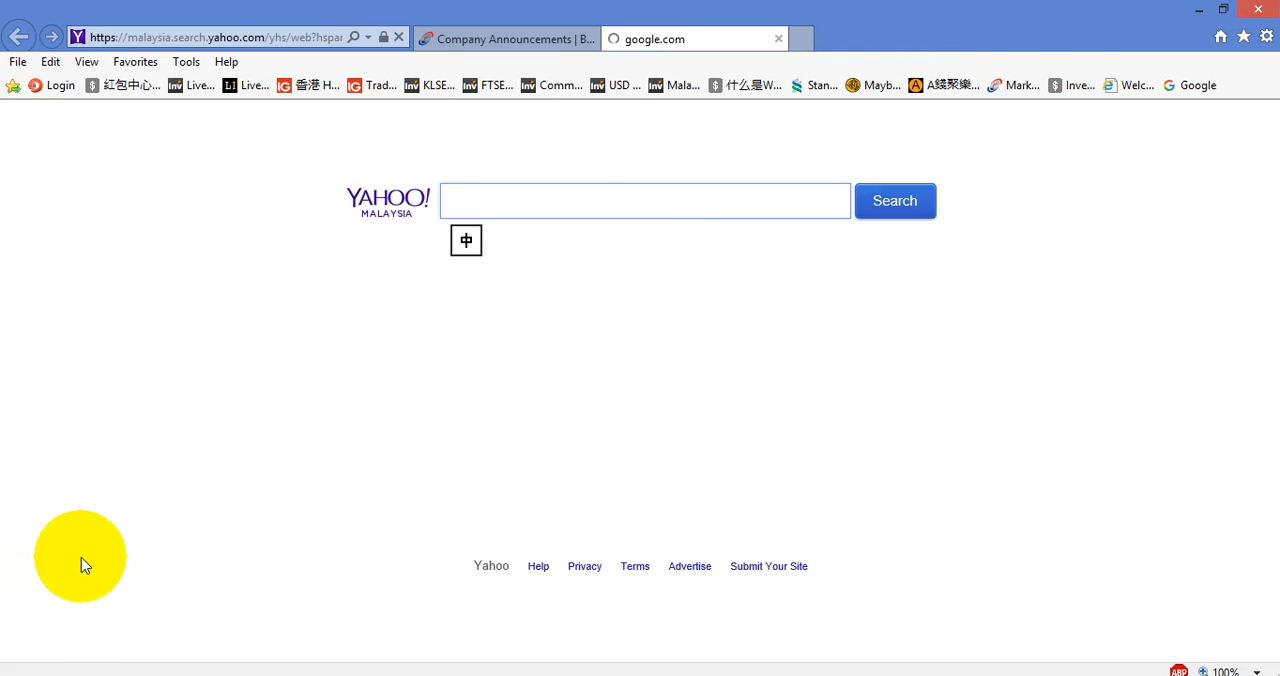 https://malaysia.search.yahoo.com/yhs/web?hspar
Company Announcements | B...
google.com
File Edit View Favorites Tools Help
Login 红包中心... Live... Live... 香港 H... Trad... KLSE... FTSE... Comm... USD ... Mala... 什么是W... Stan... Mayb... A錢聚樂... Mark... Inve... Welc... Google
YAHOO!
MALAYSIA
Search
中
Yahoo Help Privacy Terms Advertise Submit Your Site
ABP 100%